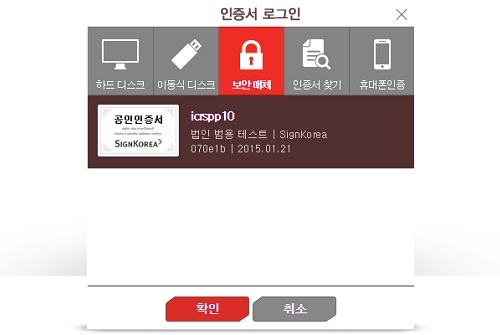 인증서 로그인
하드 디스크 이동식 디스크 보안 매체 인증서 찾기 휴대폰인증
공인인증서
SIGNKOREA
icrspp10
법인 범용 테스트 | SignKorea
070e1b | 2015.01.21
확인 취소